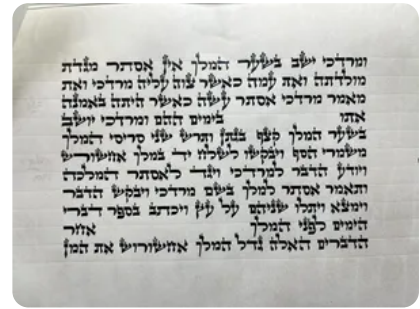 ומרדכי ישב בשער המלך אין אסתר מגדת
מולדתה ואת עמה כאשר צוה עליה מרדכי ואת
מאמר מרדכי אסתר עשה כאשר היתה באמנה
אתו בימים ההם ומרדכי יושב
בשער המלך קצף בגתן ותרש שני סריסי המלך
משמרי הסף ויבקשו לשלח יד במלך אחשורש
ויודע הדבר למרדכי ויגד לאסתר המלכה
ותאמר אסתר למלך בשם מרדכי ויבקש הדבר
וימצא ויתלו שניהם על עץ ויכתב בספר דברי
הימים לפני המלך אחר
הדברים האלה גדל המלך אחשורוש את המן